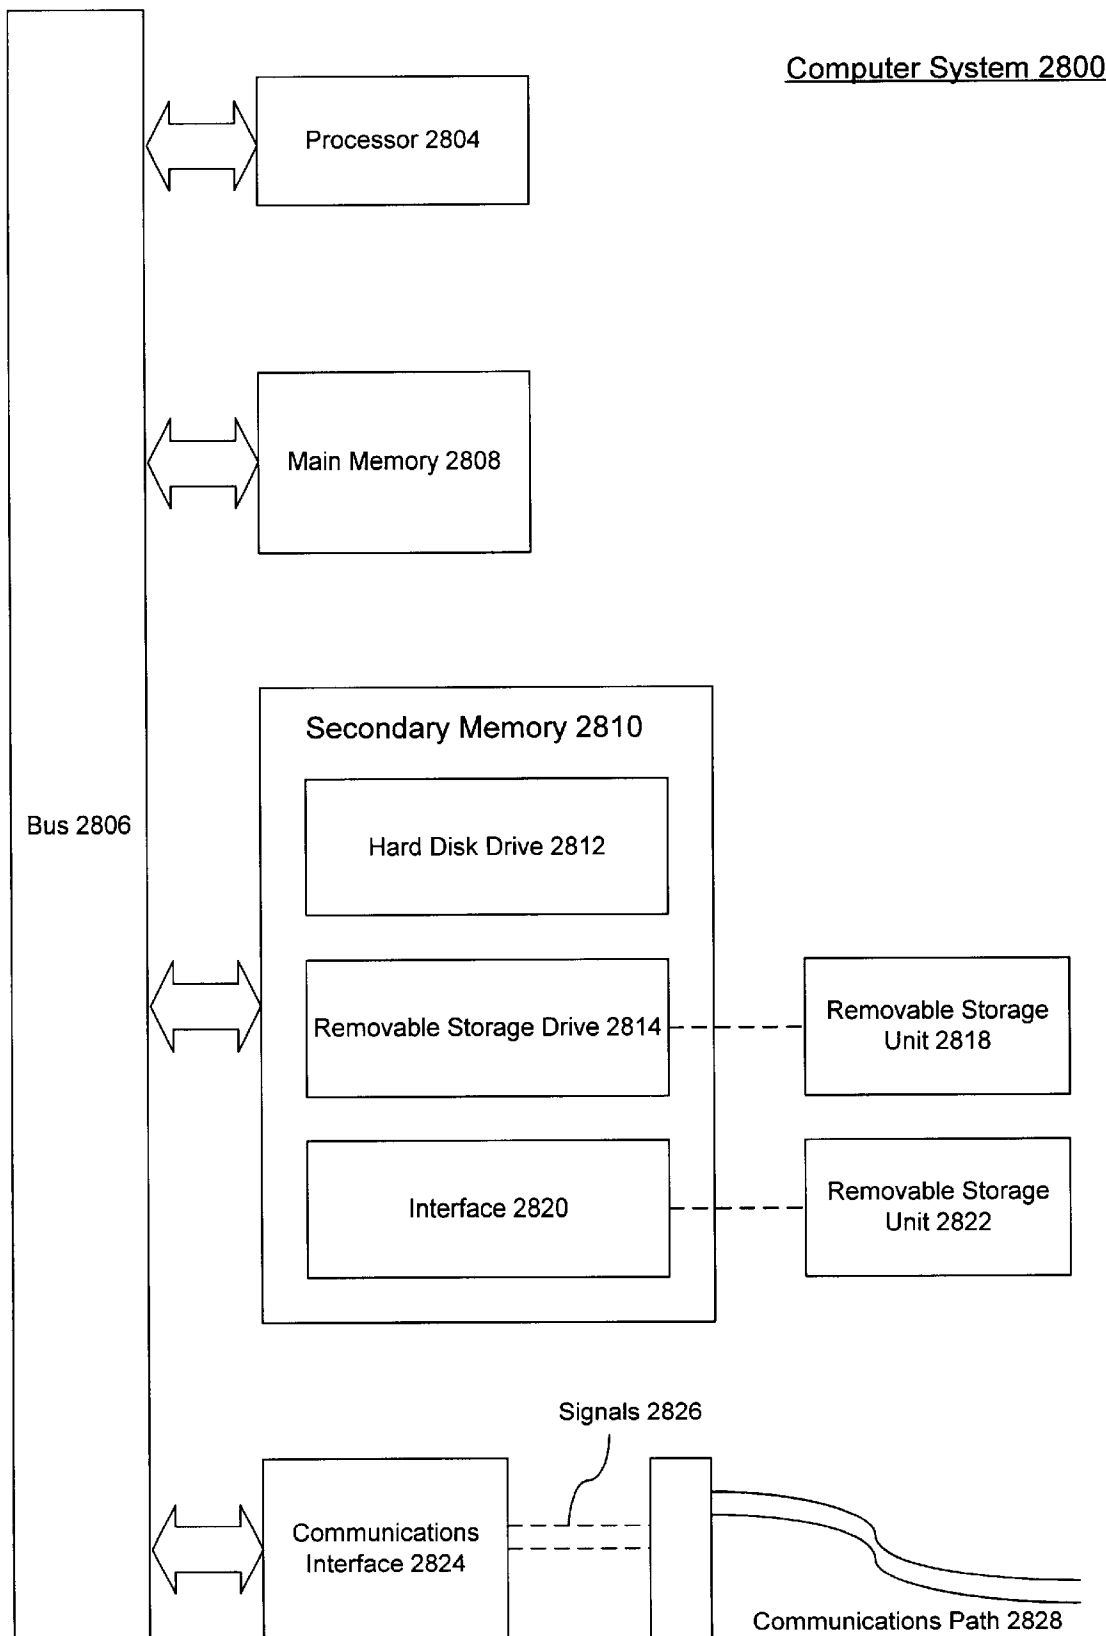 Computer System 2800
Processor 2804
Main Memory 2808
Secondary Memory 2810
Bus 2806
Hard Disk Drive 2812
Removable Storage Drive 2814
Removable Storage
Unit 2818
Interface 2820
Removable Storage
Unit 2822
Signals 2826
Communications
Interface 2824
Communications Path 2828